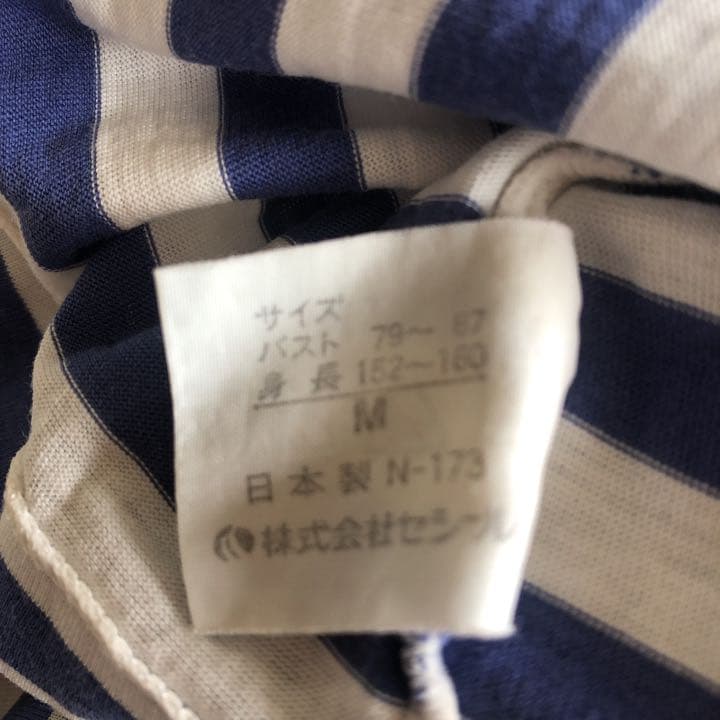 サイズ
バスト 79～ 87
身長 152～160
M
日本製 N-173
株式会社セシール